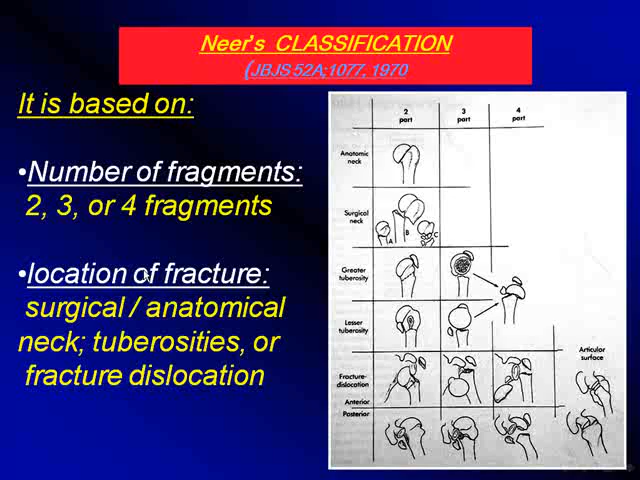 Neer's CLASSIFICATION
(JBJS 52A;1077, 1970
It is based on:
•Number of fragments:
2, 3, or 4 fragments
•location of fracture:
surgical / anatomical
neck; tuberosities, or
fracture dislocation
2 part
3 part
4 part
Anatomic neck
Surgical neck
A
B
C
Greater tuberosity
Lesser tuberosity
Articular surface
Fracture-dislocation
Anterior
Posterior